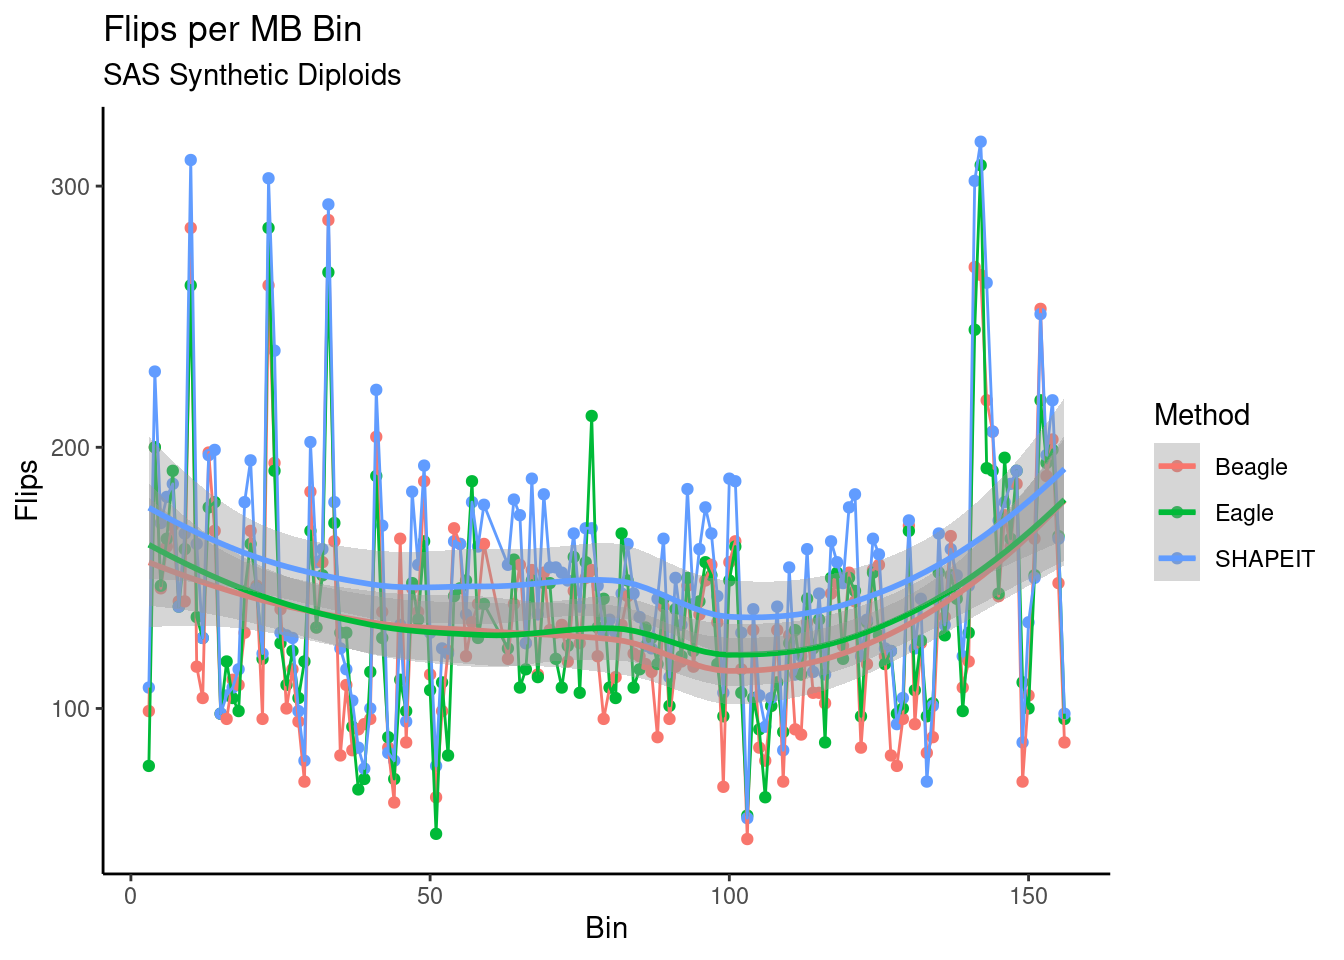 Flips per MB Bin
SAS Synthetic Diploids
Flips
300
200
100
0
50
100
150
Bin
Method
Beagle
Eagle
SHAPEIT